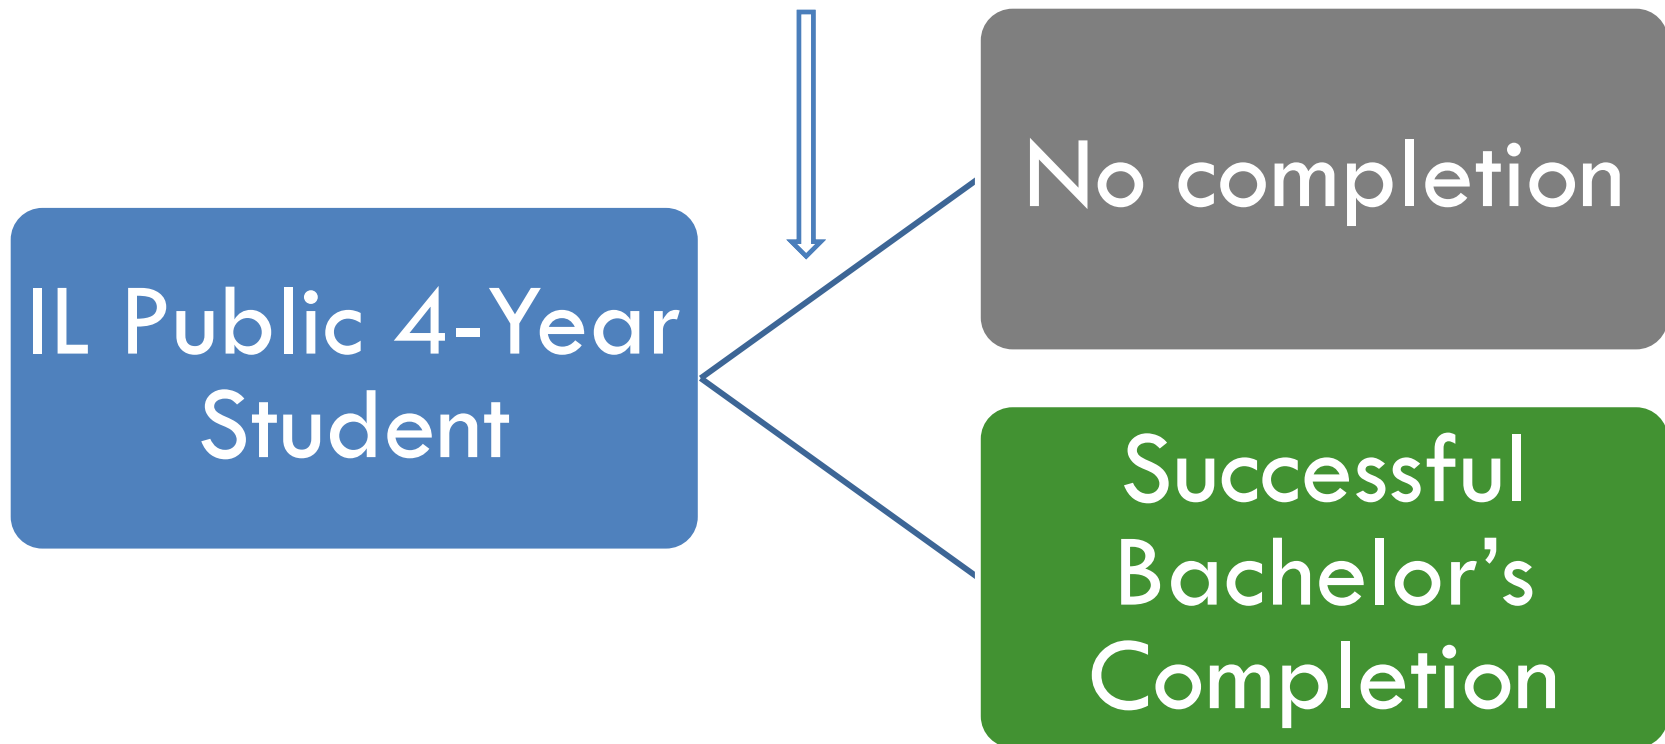 IL Public 4-Year
Student
No completion
Successful
Bachelor’s
Completion